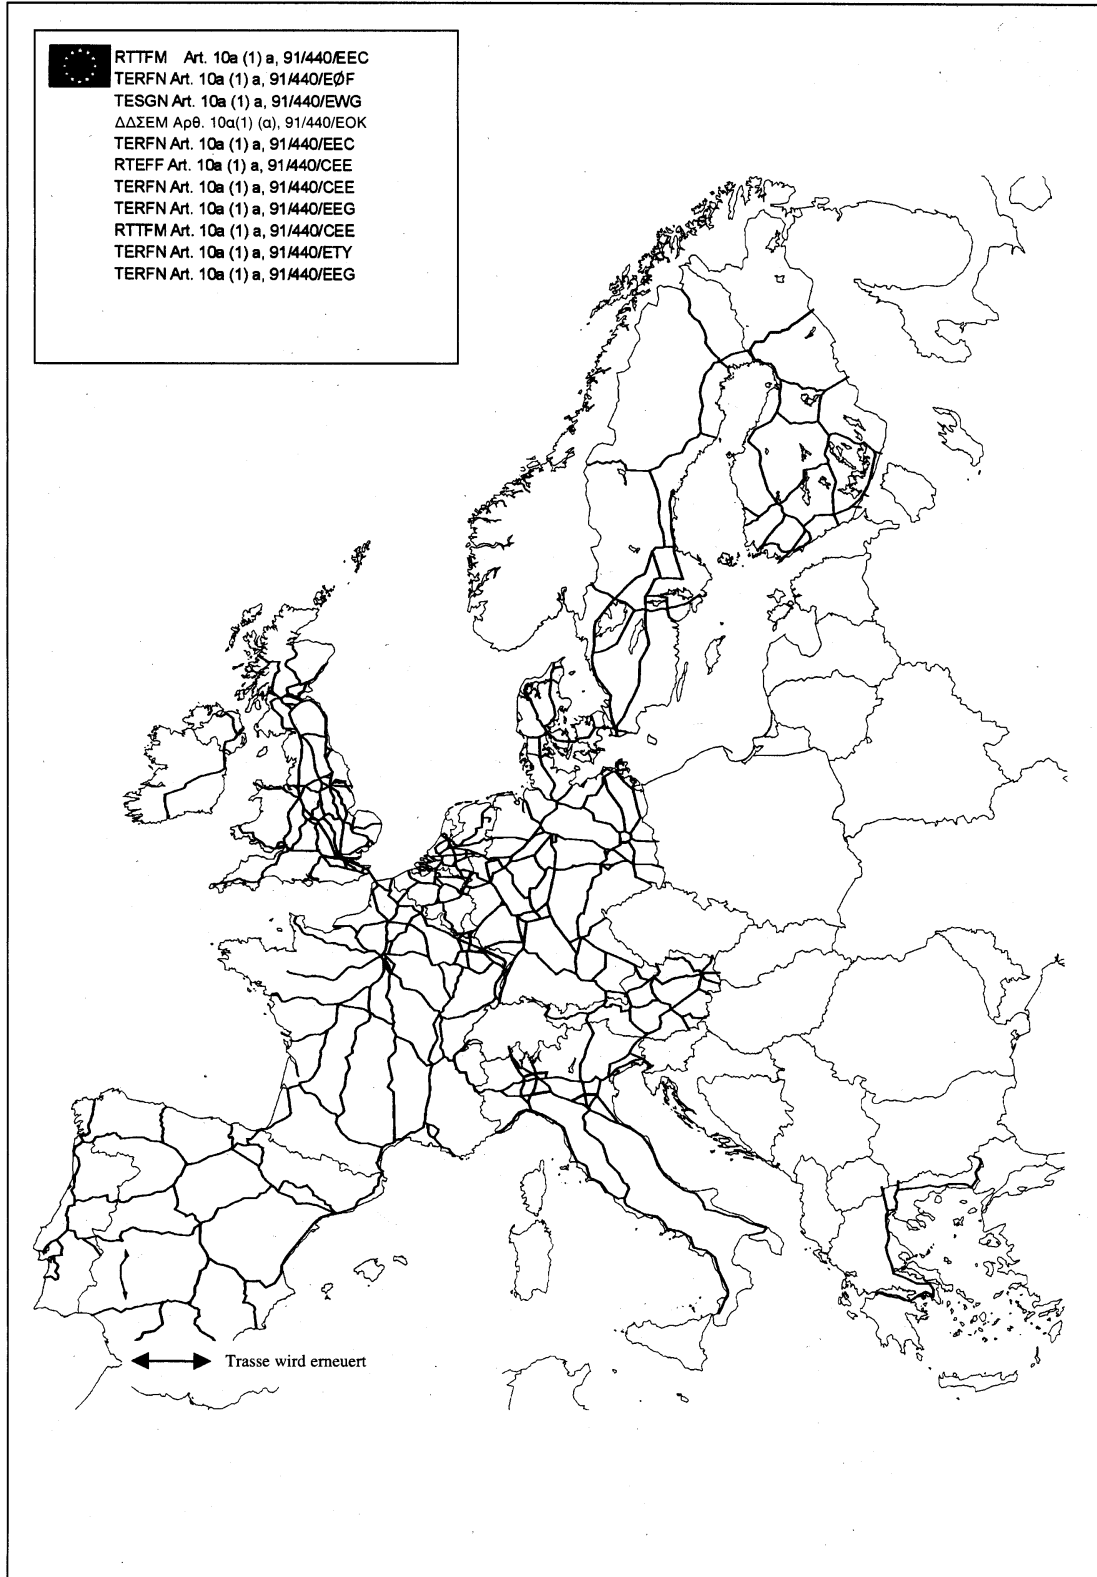 RTTFM Art. 10a (1) a, 91/440/EEC
TERFN Art. 10a (1) a, 91/440/EØF
TESGN Art. 10a (1) a, 91/440/EWG
ΔΔΣΕΜ Αρθ. 10α(1) (α), 91/440/ΕΟΚ
TERFN Art. 10a (1) a, 91/440/EEC
RTEFF Art. 10a (1) a, 91/440/CEE
TERFN Art. 10a (1) a, 91/440/CEE
TERFN Art. 10a (1) a, 91/440/EEG
RTTFM Art. 10a (1) a, 91/440/CEE
TERFN Art. 10a (1) a, 91/440/ETY
TERFN Art. 10a (1) a, 91/440/EEG
Trasse wird erneuert